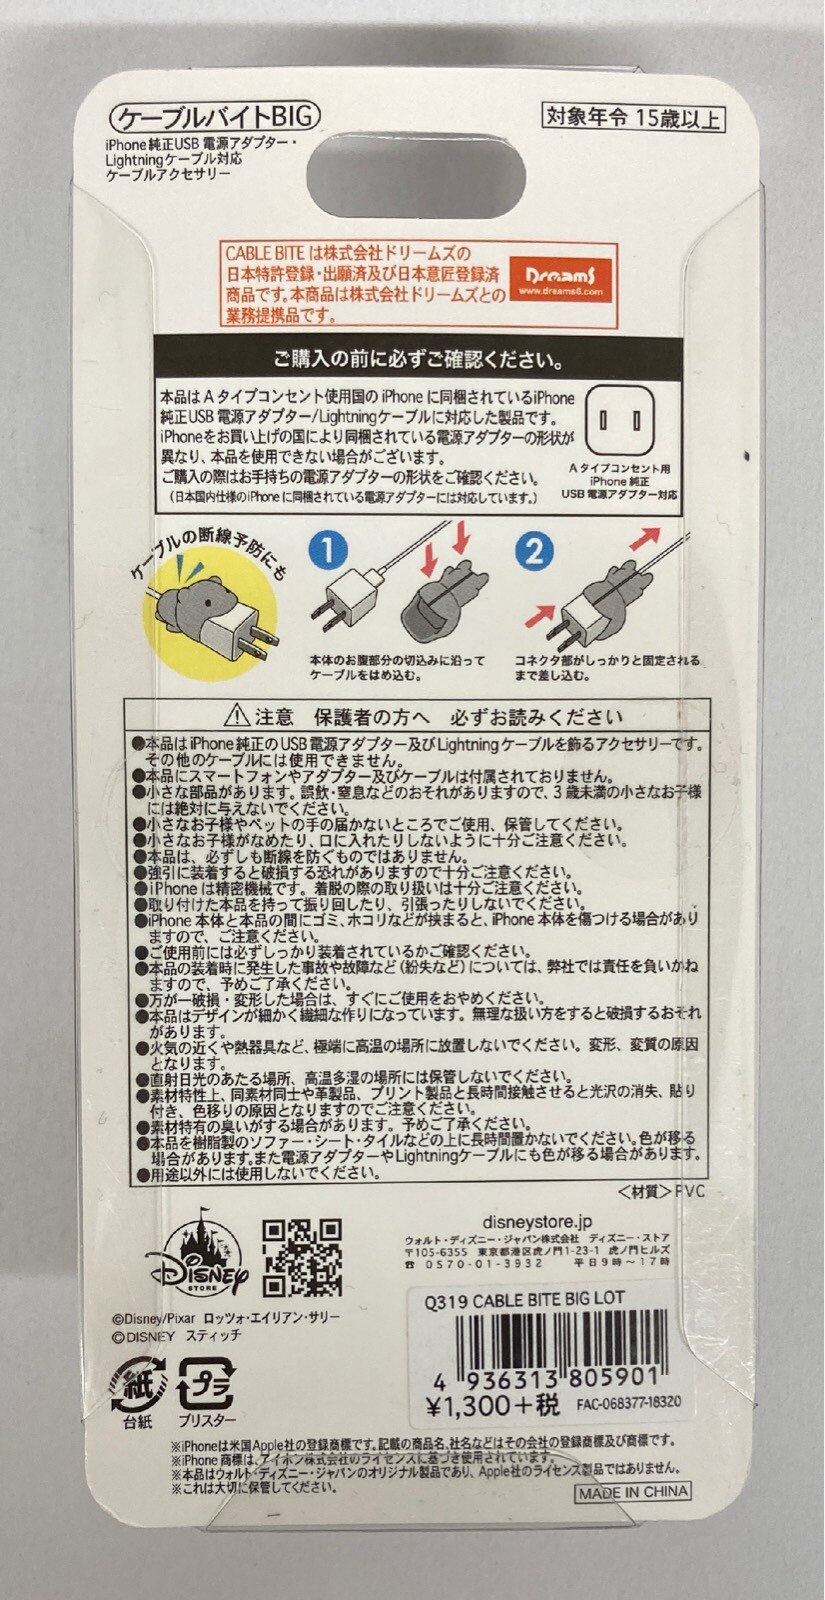 ケーブルバイトBIG
iPhone純正USB電源アダプター・
Lightningケーブル対応
ケーブルアクセサリー
対象年令 15歳以上
CABLE BITE は株式会社ドリームズの
日本特許登録・出願済及び日本意匠登録済
商品です。本商品は株式会社ドリームズとの
業務提携品です。
Dreams
www.dreams6.com
ご購入の前に必ずご確認ください。
本品は A タイプコンセント使用国の iPhone に同梱されているiPhone
純正USB 電源アダプター/Lightningケーブルに対応した製品です。
iPhoneをお買い上げの国により同梱されている電源アダプターの形状が
異なり、本品を使用できない場合がございます。
ご購入の際はお手持ちの電源アダプターの形状をご確認ください。
(日本国内仕様のiPhoneに同梱されている電源アダプターには対応しています。)
A タイプコンセント用
iPhone 純正
USB 電源アダプター対応
ケーブルの断線予防にも
1
本体のお腹部分の切込みに沿って
ケーブルをはめ込む。
2
コネクタ部がしっかりと固定される
まで差し込む。
⚠注意 保護者の方へ 必ずお読みください
●本品はiPhone純正のUSB電源アダプター及びLightningケーブルを飾るアクセサリーです。
その他のケーブルには使用できません。
●本品にスマートフォンやアダプター及びケーブルは付属されておりません。
●小さな部品があります。誤飲・窒息などのおそれがありますので、3歳未満の小さなお子様
には絶対に与えないでください。
●小さなお子様やペットの手の届かないところでご使用、保管してください。
●小さなお子様がなめたり、口に入れたりしないように十分ご注意ください。
●本品は、必ずしも断線を防ぐものではありません。
●強引に装着すると破損する恐れがありますので十分ご注意ください。
●iPhoneは精密機械です。着脱の際の取り扱いは十分ご注意ください。
●取り付けた本品を持って振り回したり、引張ったりしないでください。
●iPhone本体と本品の間にゴミ、ホコリなどが挟まると、iPhone本体を傷つける場合があり
ますので、ご注意ください。
●ご使用前には必ずしっかり装着されているかご確認ください。
●本品の装着時に発生した事故や故障など(紛失など)については、弊社では責任を負いかね
ますので、予めご了承ください。
●万が一破損・変形した場合は、すぐにご使用をおやめください。
●本品はデザインが細かく繊細な作りになっています。無理な扱い方をすると破損するおそれ
があります。
●火気の近くや熱器具など、極端に高温の場所に放置しないでください。変形、変質の原因
となります。
●直射日光のあたる場所、高温多湿の場所には保管しないでください。
●素材特性上、同素材同士や革製品、プリント製品と長時間接触させると光沢の消失、貼り
付き、色移りの原因となりますのでご注意ください。
●素材特有の臭いがする場合があります。予めご了承ください。
●本品を樹脂製のソファー・シート・タイルなどの上に長時間置かないでください。色が移る
場合があります。また電源アダプターやLightningケーブルにも色が移る場合があります。
●用途以外には使用しないでください。
<材質>PVC
Disney
STORE
disneystore.jp
ウォルト・ディズニー・ジャパン株式会社 ディズニー・ストア
〒105-6355 東京都港区虎ノ門1-23-1 虎ノ門ヒルズ
☎ 0570-01-3932 平日9時～17時
©Disney/Pixar ロッツォ・エイリアン・サリー
©DISNEY スティッチ
紙
台紙
プラ
ブリスター
Q319 CABLE BITE BIG LOT
4 936313 805901
¥1,300+税 FAC-068377-18320
※iPhoneは米国Apple社の登録商標です。記載の商品名、社名などはその会社の登録商標及び商標です。
※iPhone 商標は、アイホン株式会社のライセンスに基づき使用されています。
※本品はウォルト・ディズニー・ジャパンのオリジナル製品であり、Apple社のライセンス製品ではありません。
※これは大切に保管してください。
MADE IN CHINA